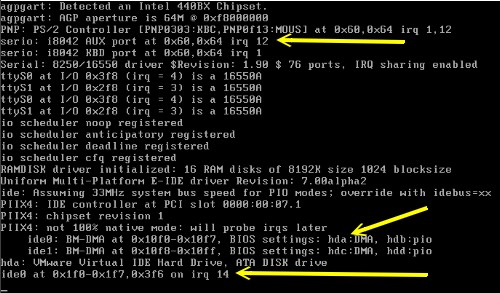 agpgart: Detected an Intel 440BX Chipset.
agpgart: AGP aperture is 64M @ 0xf0000000
PNP: PS/2 Controller [PNP0303:KBC,PNP0f13:MOUS] at 0x60,0x64 irq 1,12
serio: i8042 AUX port at 0x60,0x64 irq 12
serio: i8042 KBD port at 0x60,0x64 irq 1
Serial: 8250/16550 driver $Revision: 1.90 $ 76 ports, IRQ sharing enabled
ttyS0 at I/O 0x3f8 (irq = 4) is a 16550A
ttyS1 at I/O 0x2f8 (irq = 3) is a 16550A
ttyS0 at I/O 0x3f8 (irq = 4) is a 16550A
ttyS1 at I/O 0x2f8 (irq = 3) is a 16550A
io scheduler noop registered
io scheduler anticipatory registered
io scheduler deadline registered
io scheduler cfq registered
RAMDISK driver initialized: 16 RAM disks of 8192K size 1024 blocksize
Uniform Multi-Platform E-IDE driver Revision: 7.00alpha2
ide: Assuming 33MHz system bus speed for PIO modes; override with idebus=xx
PIIX4: IDE controller at PCI slot 0000:00:07.1
PIIX4: chipset revision 1
PIIX4: not 100% native mode: will probe irqs later
ide0: BM-DMA at 0x10f0-0x10f7, BIOS settings: hda:DMA, hdb:pio
ide1: BM-DMA at 0x10f8-0x10ff, BIOS settings: hdc:DMA, hdd:pio
hda: VMware Virtual IDE Hard Drive, ATA DISK drive
ide0 at 0x1f0-0x1f7,0x3f6 on irq 14